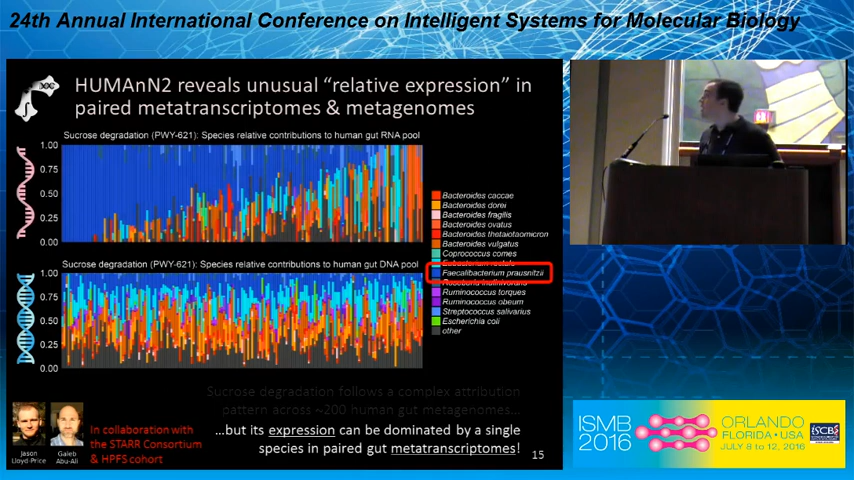 24th Annual International Conference on Intelligent Systems for Molecular Biology
HUMAnN2 reveals unusual “relative expression” in
paired metatranscriptomes & metagenomes
Sucrose degradation (PWY-621): Species relative contributions to human gut RNA pool
1.00
0.75
0.50
0.25
0.00
Sucrose degradation (PWY-621): Species relative contributions to human gut DNA pool
1.00
0.75
0.50
0.25
0.00
Bacteroides caccae
Bacteroides dorei
Bacteroides fragilis
Bacteroides ovatus
Bacteroides thetaiotaomicron
Bacteroides vulgatus
Coprococcus comes
Faecalibacterium prausnitzii
Ruminococcus torques
Ruminococcus obeum
Streptococcus salivarius
Escherichia coli
other
Sucrose degradation follows a complex attribution
pattern across ~200 human gut metagenomes...
...but its expression can be dominated by a single
species in paired gut metatranscriptomes!
15
Jason
Lloyd-Price
Galeb
Abu-Ali
In collaboration with
the STARR Consortium
& HPFS cohort
ISMB
2016
ORLANDO
FLORIDA • USA
JULY 8 to 12, 2016
ISCB